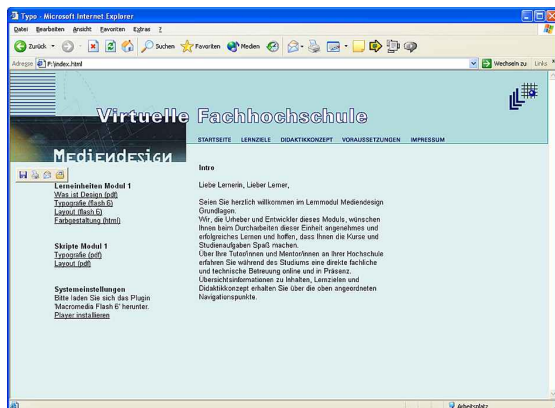 Typo - Microsoft Internet Explorer
Datei Bearbeiten Ansicht Favoriten Extras ?
Zurück Suchen Favoriten Medien
Adresse P:\index.html Wechseln zu Links
Virtuelle Fachhochschule
STARTSEITE LERNZIELE DIDAKTIKKONZEPT VORAUSSETZUNGEN IMPRESSUM
Mediendesign
Lerneinheiten Modul 1
Was ist Design (pdf)
Typografie (flash 6)
Layout (flash 6)
Farbgestaltung (html)
Skripte Modul 1
Typografie (pdf)
Layout (pdf)
Systemeinstellungen
Bitte laden Sie sich das Plugin
'Macromedia Flash 6' herunter.
Player installieren
Intro
Liebe Lernerin, Lieber Lerner,
Seien Sie herzlich willkommen im Lernmodul Mediendesign
Grundlagen.
Wir, die Urheber und Entwickler dieses Moduls, wünschen
Ihnen beim Durcharbeiten dieser Einheit angenehmes und
erfolgreiches Lernen und hoffen, dass Ihnen die Kurse und
Studienaufgaben Spaß machen.
Über Ihre Tutor/innen und Mentor/innen an Ihrer Hochschule
erfahren Sie während des Studiums eine direkte fachliche
und technische Betreuung online und in Präsenz.
Übersichtsinformationen zu Inhalten, Lernzielen und
Didaktikkonzept erhalten Sie über die oben angeordneten
Navigationspunkte.
Arbeitsplatz